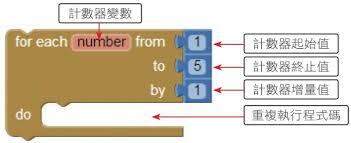 計數器變數
for each number from 1 計數器起始值
to 5 計數器終止值
by 1 計數器增量值
do 重複執行程式碼